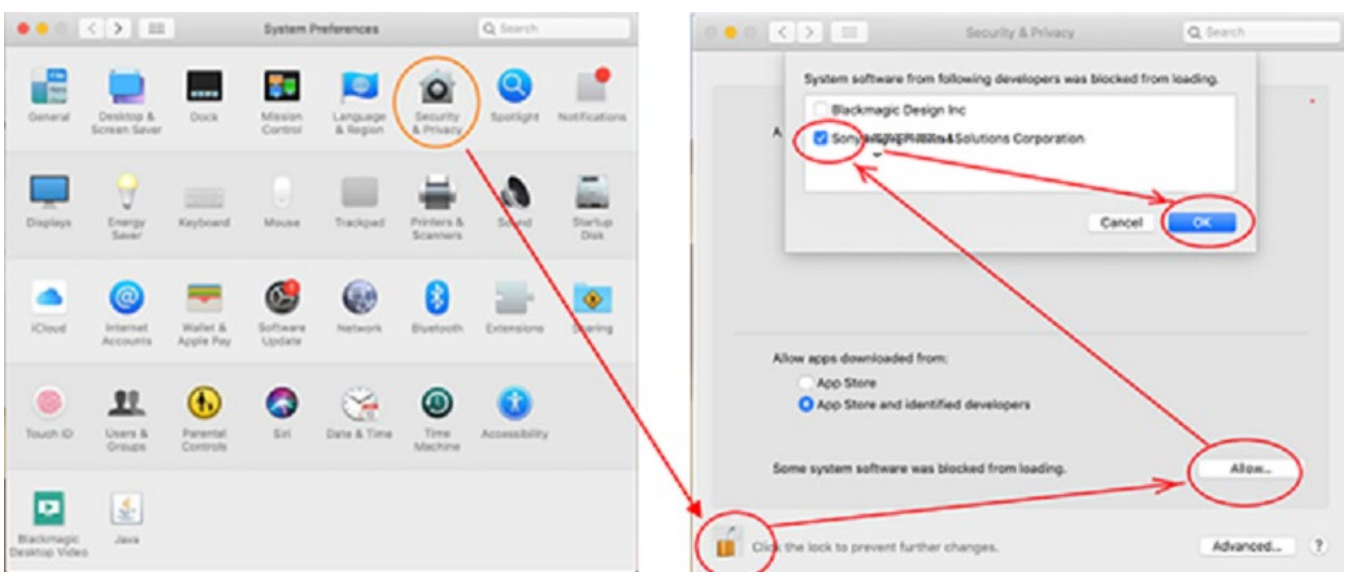 System Preferences
Search
General
Desktop &
Screen Saver
Dock
Mission
Control
Language
& Region
Security
& Privacy
Spotlight
Notifications
Displays
Energy
Saver
Keyboard
Mouse
Trackpad
Printers &
Scanners
Sound
Startup
Disk
iCloud
Internet
Accounts
Wallet &
Apple Pay
Software
Update
Network
Bluetooth
Extensions
Sharing
Touch ID
Users &
Groups
Parental
Controls
Siri
Date & Time
Time
Machine
Accessibility
Blackmagic
Desktop Video
Java
Security & Privacy
Search
System software from following developers was blocked from loading.
Blackmagic Design Inc
A
Sony Solutions Corporation
Cancel
OK
Allow apps downloaded from:
App Store
App Store and identified developers
Some system software was blocked from loading.
Allow...
Click the lock to prevent further changes.
Advanced...
?